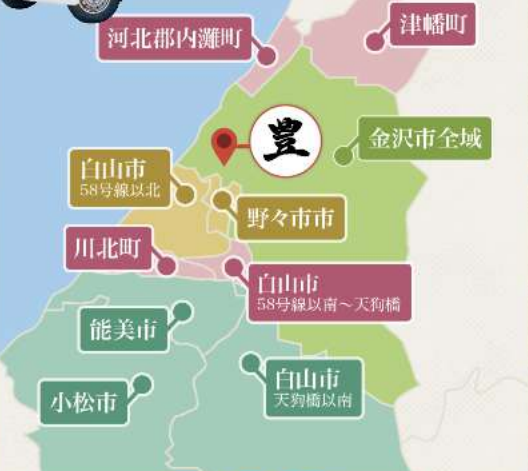 河北郡内灘町
津幡町
豊
金沢市全域
白山市
58号線以北
野々市市
川北町
白山市
58号線以南～天狗橋
能美市
白山市
天狗橋以南
小松市